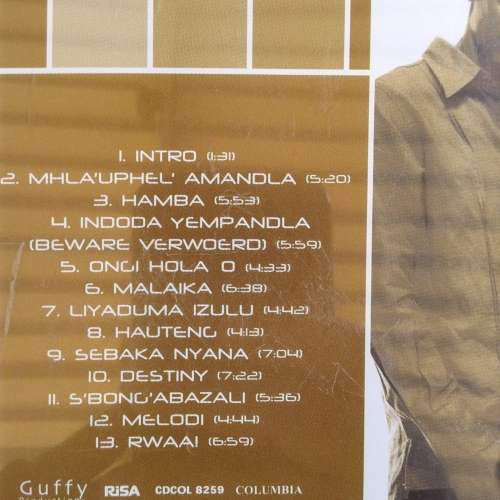 1. INTRO (1:31)
2. MHLA'UPHEL' AMANDLA (5:20)
3. HAMBA (5:53)
4. INDODA YEMPANDLA
(BEWARE VERWOERD) (5:59)
5. ONGI HOLA O (4:33)
6. MALAIKA (6:38)
7. LIYADUMA IZULU (4:42)
8. HAUTENG (4:13)
9. SEBAKA NYANA (7:04)
10. DESTINY (7:22)
11. S'BONG'ABAZALI (5:36)
12. MELODI (4:44)
13. RWAAI (6:59)
Guffy
Productions
RiSA
CDCOL 8259
COLUMBIA